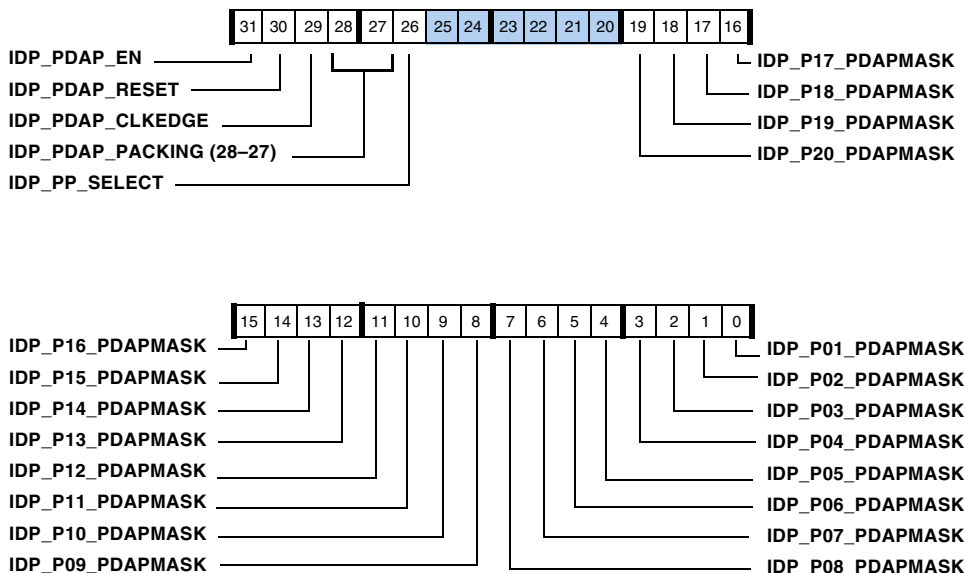 31 30 29 28 27 26 25 24 23 22 21 20 19 18 17 16
IDP_PDAP_EN
IDP_PDAP_RESET
IDP_PDAP_CLKEDGE
IDP_PDAP_PACKING (28–27)
IDP_PP_SELECT
IDP_P17_PDAPMASK
IDP_P18_PDAPMASK
IDP_P19_PDAPMASK
IDP_P20_PDAPMASK
15 14 13 12 11 10 9 8 7 6 5 4 3 2 1 0
IDP_P16_PDAPMASK
IDP_P15_PDAPMASK
IDP_P14_PDAPMASK
IDP_P13_PDAPMASK
IDP_P12_PDAPMASK
IDP_P11_PDAPMASK
IDP_P10_PDAPMASK
IDP_P09_PDAPMASK
IDP_P01_PDAPMASK
IDP_P02_PDAPMASK
IDP_P03_PDAPMASK
IDP_P04_PDAPMASK
IDP_P05_PDAPMASK
IDP_P06_PDAPMASK
IDP_P07_PDAPMASK
IDP_P08_PDAPMASK